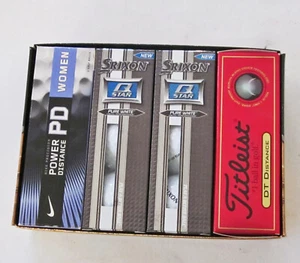 POWER
DISTANCE
PD
WOMEN
NEW
SRIXON
Q
STAR
PURE WHITE
NEW
SRIXON
Q
STAR
PURE WHITE
Titleist
DT DISTANCE